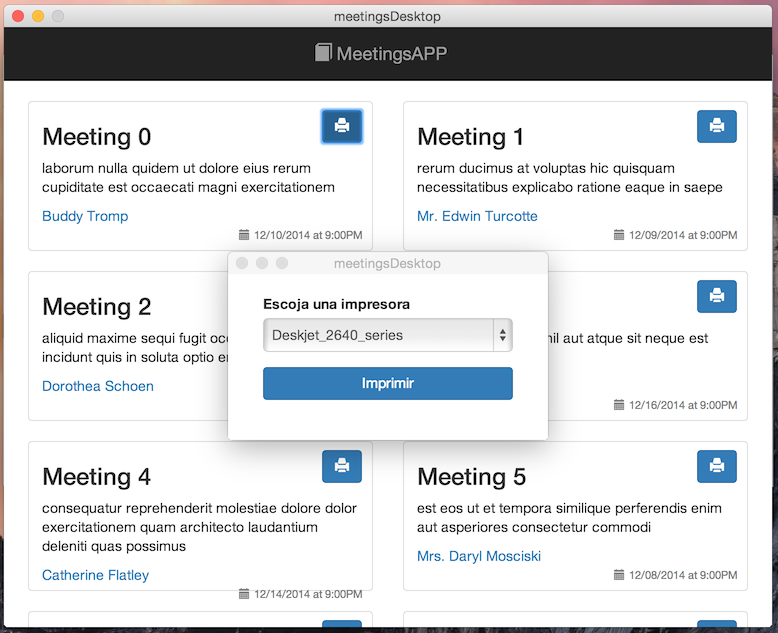 meetingsDesktop
MeetingsAPP
Meeting 0
laborum nulla quidem ut dolore eius rerum
cupiditate est occaecati magni exercitationem
Buddy Tromp
12/10/2014 at 9:00PM
Meeting 1
rerum ducimus at voluptas hic quisquam
necessitatibus explicabo ratione eaque in saepe
Mr. Edwin Turcotte
12/09/2014 at 9:00PM
meetingsDesktop
Escoja una impresora
Deskjet_2640_series
Imprimir
Meeting 2
aliquid maxime sequi fugit
incidunt quis in soluta optio
Dorothea Schoen
aut atque sit neque est
12/16/2014 at 9:00PM
Meeting 4
consequatur reprehenderit molestiae dolore dolor
exercitationem quam architecto laudantium
deleniti quas possimus
Catherine Flatley
12/14/2014 at 9:00PM
Meeting 5
est eos ut et tempora similique perferendis enim
aut asperiores consectetur commodi
Mrs. Daryl Mosciski
12/08/2014 at 9:00PM